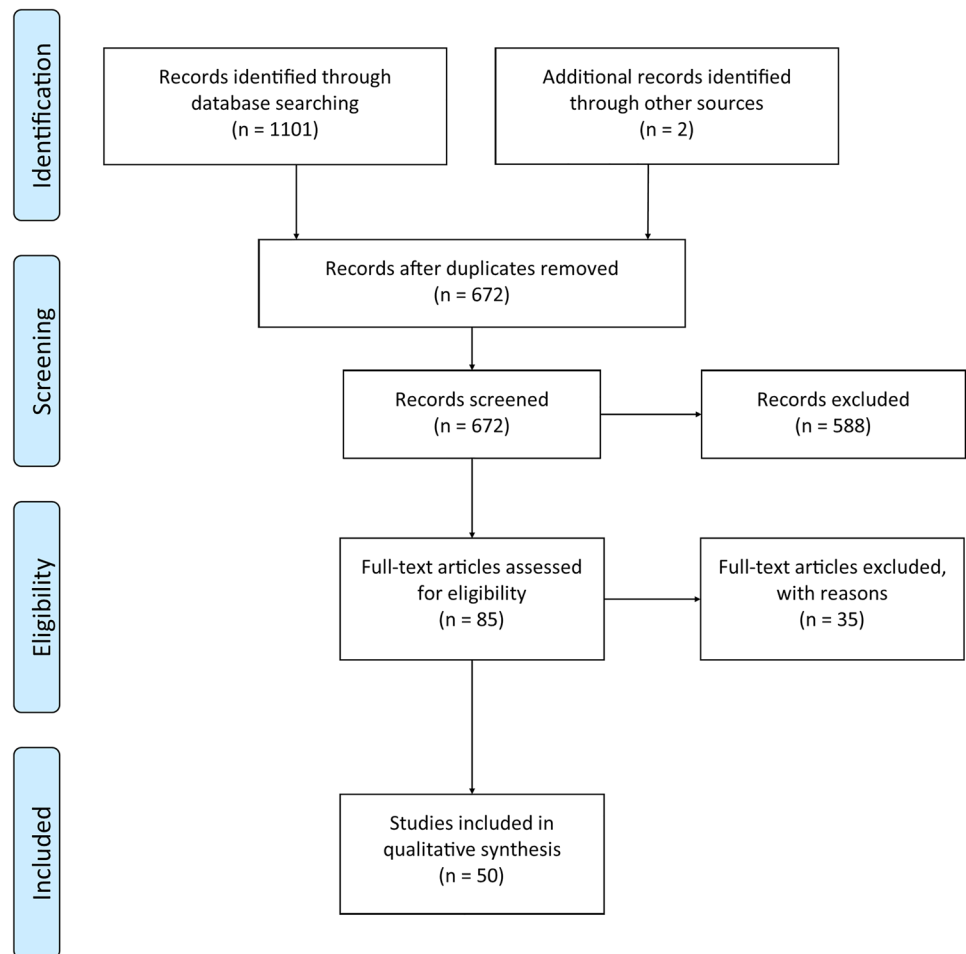 Identification
Records identified through
database searching
(n = 1101)
Additional records identified
through other sources
(n = 2)
Screening
Records after duplicates removed
(n = 672)
Records screened
(n = 672)
Records excluded
(n = 588)
Eligibility
Full-text articles assessed
for eligibility
(n = 85)
Full-text articles excluded,
with reasons
(n = 35)
Included
Studies included in
qualitative synthesis
(n = 50)